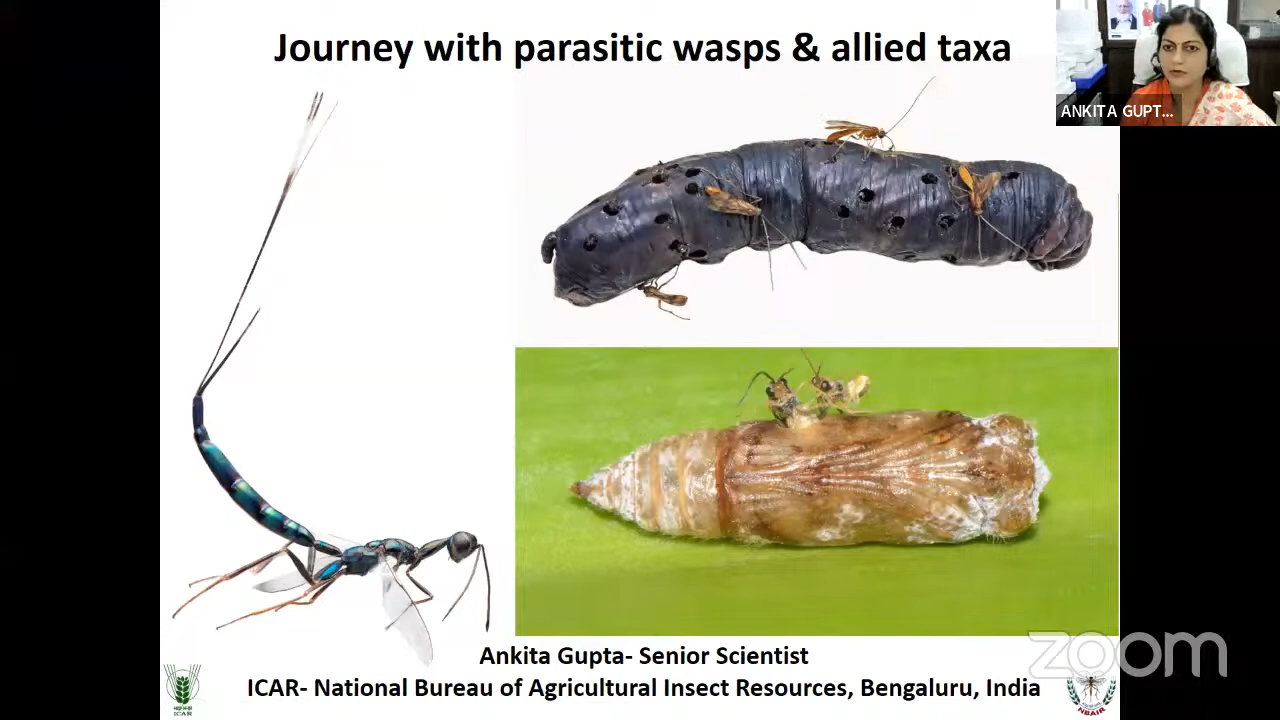 Journey with parasitic wasps & allied taxa
ANKITA GUPT...
Ankita Gupta- Senior Scientist
ICAR- National Bureau of Agricultural Insect Resources, Bengaluru, India
zoom
ICAR
NBAIR